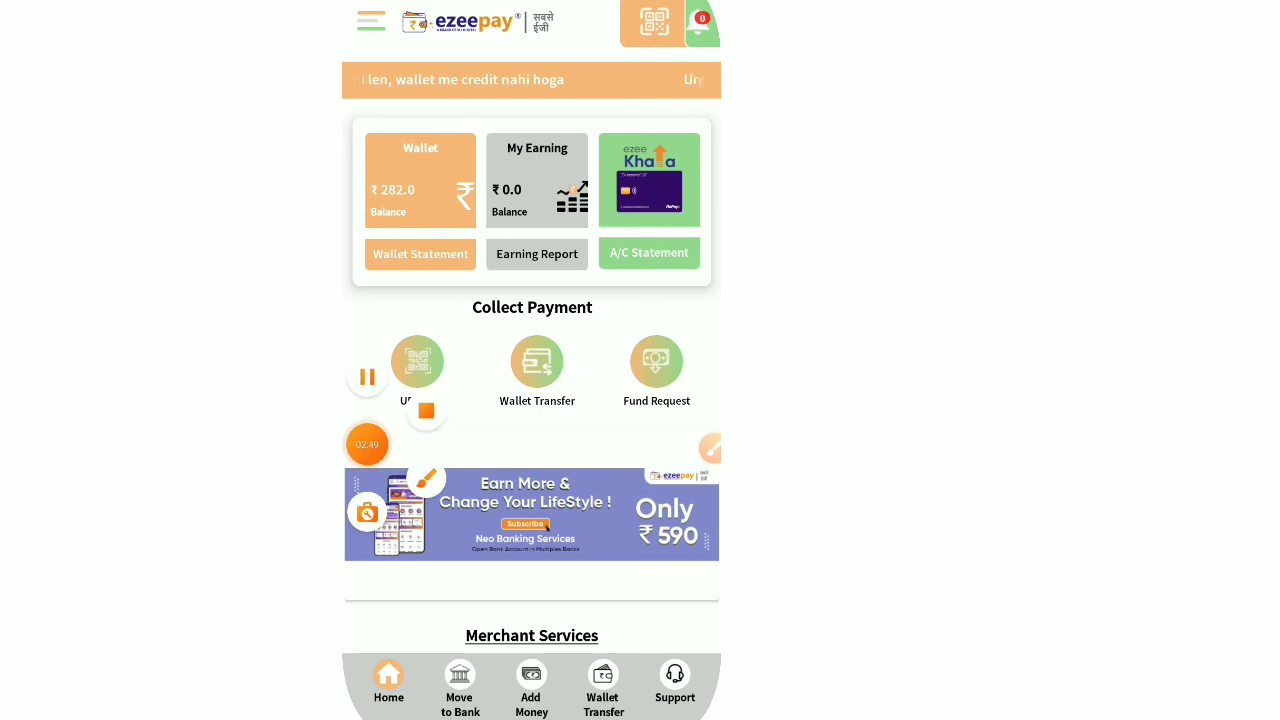 ezeepay® | सबसे ईजी
0
i len, wallet me credit nahi hoga
Wallet
₹ 282.0
Balance
Wallet Statement
My Earning
₹ 0.0
Balance
Earning Report
ezee
Khata
RuPay
A/C Statement
Collect Payment
Wallet Transfer
Fund Request
02:49
ezeepay
Earn More &
Change Your LifeStyle !
Subscribe
Neo Banking Services
Open Bank Account in Multiples Banks
Only
₹ 590
Merchant Services
Home
Move
to Bank
Add
Money
Wallet
Transfer
Support